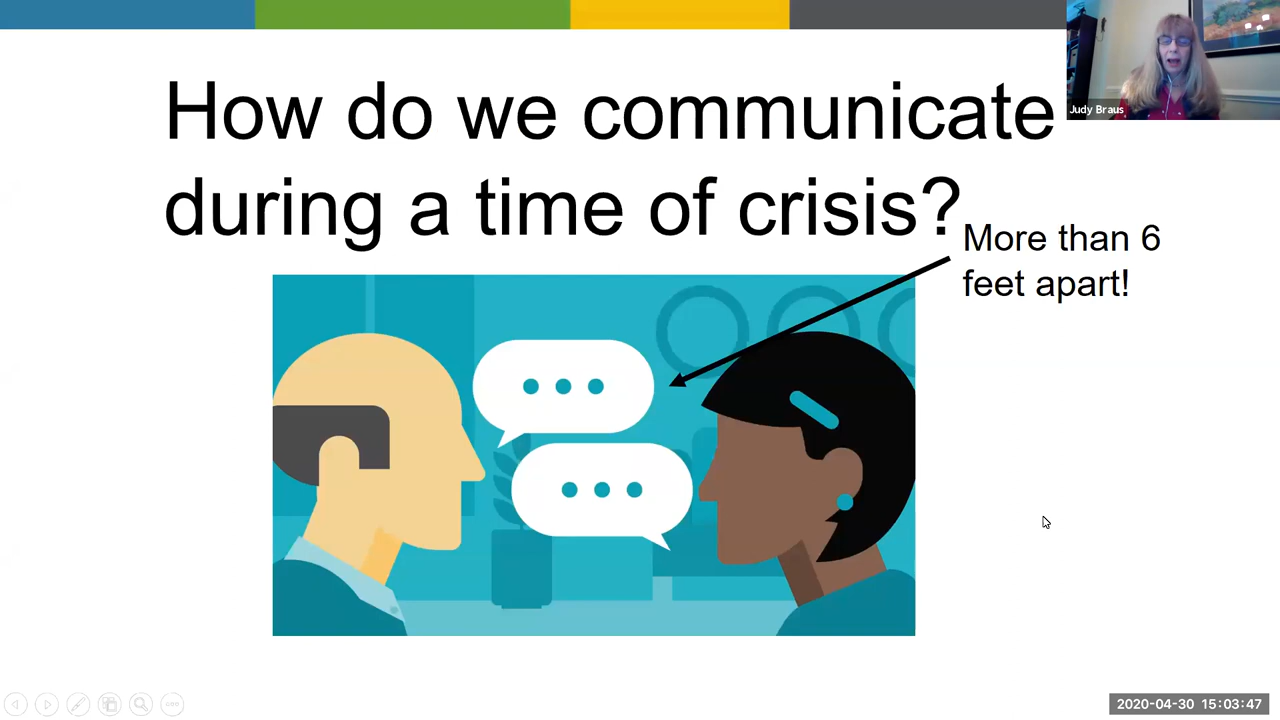 How do we communicate
during a time of crisis?
Judy Braus
More than 6
feet apart!
2020-04-30 15:03:47